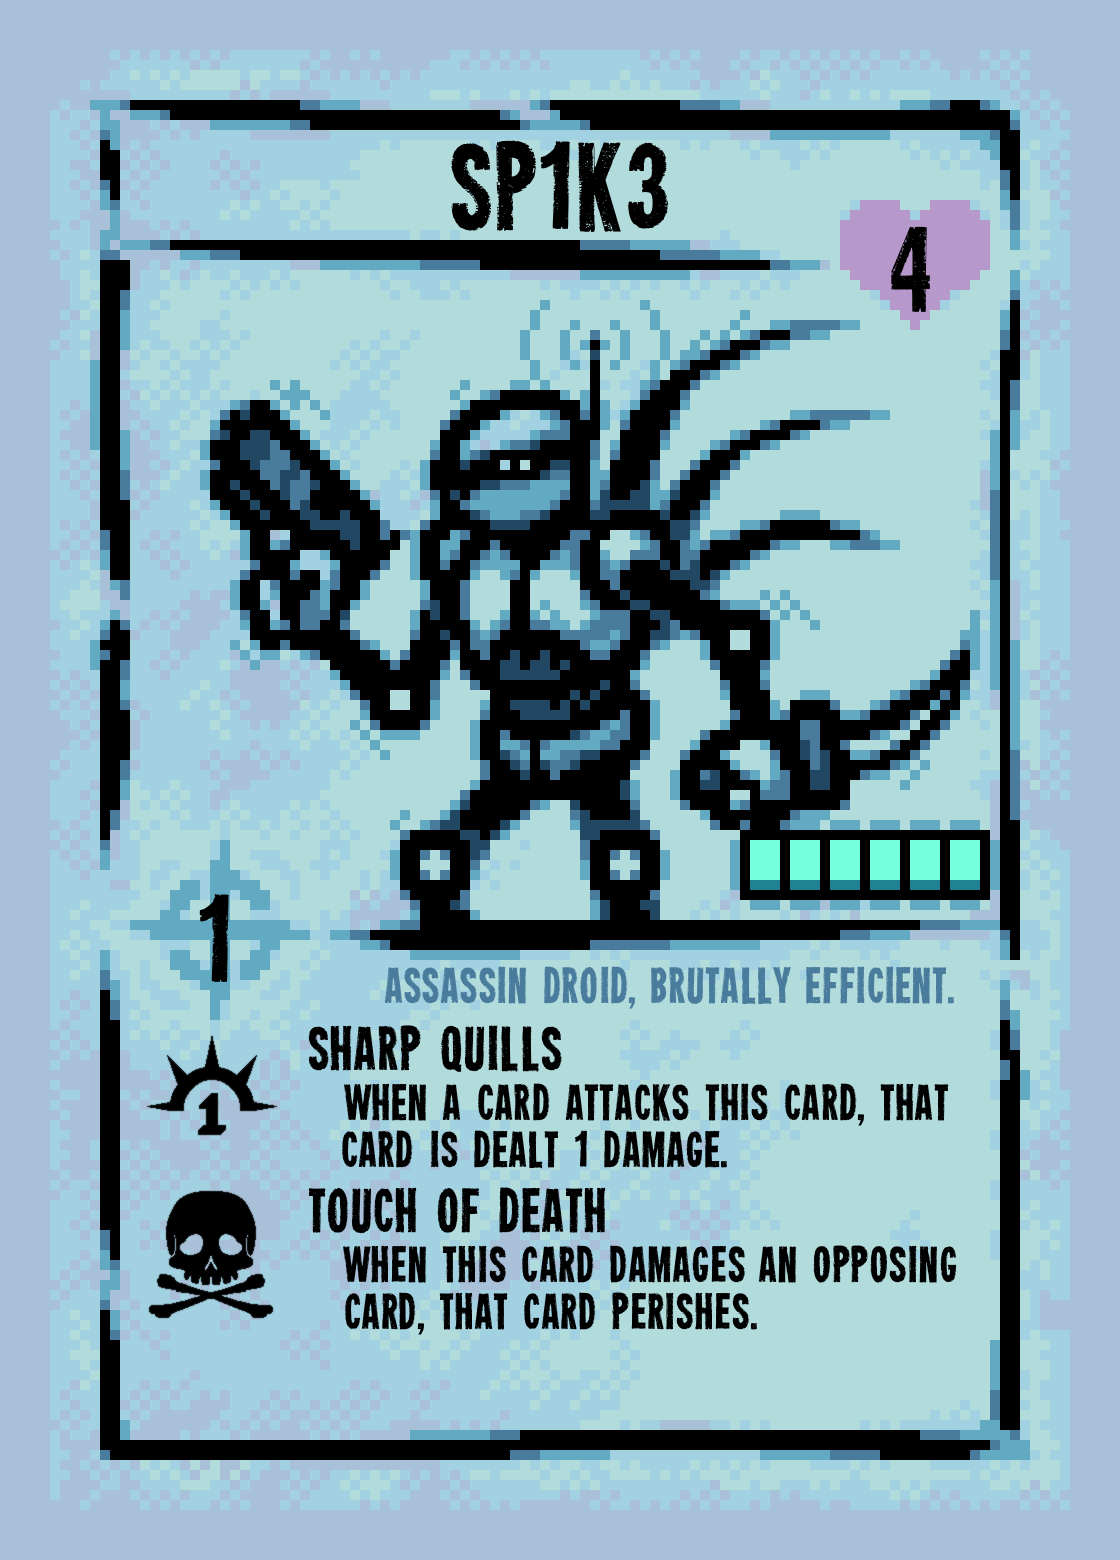 SP1K3
4
1
ASSASSIN DROID, BRUTALLY EFFICIENT.
SHARP QUILLS
1
WHEN A CARD ATTACKS THIS CARD, THAT
CARD IS DEALT 1 DAMAGE.
TOUCH OF DEATH
WHEN THIS CARD DAMAGES AN OPPOSING
CARD, THAT CARD PERISHES.